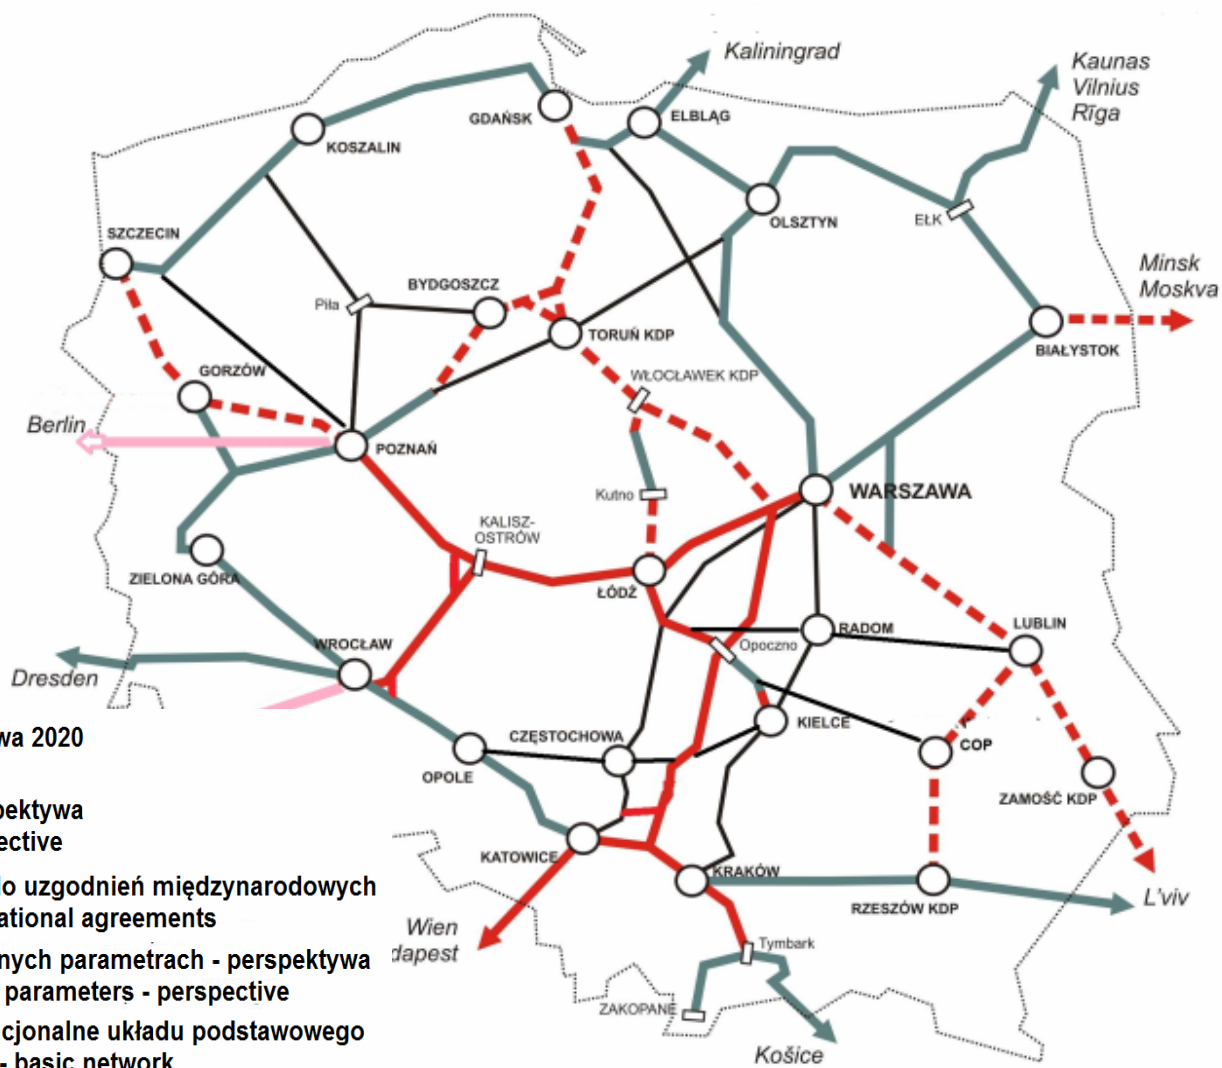 Kaliningrad
Kaunas
Vilnius
Rīga
GDAŃSK
ELBLĄG
KOSZALIN
OLSZTYN
EŁK
SZCZECIN
Minsk
Moskva
BYDGOSZCZ
Piła
TORUŃ KDP
BIAŁYSTOK
GORZÓW
WŁOCŁAWEK KDP
Berlin
POZNAŃ
WARSZAWA
Kutno
KALISZ-
OSTRÓW
ZIELONA GÓRA
ŁÓDŹ
RADOM
LUBLIN
WROCŁAW
Opoczno
Dresden
KIELCE
CZĘSTOCHOWA
COP
OPOLE
ZAMOŚĆ KDP
wa 2020
pektywa
ective
KATOWICE
KRAKÓW
do uzgodnień międzynarodowych
ational agreements
RZESZÓW KDP
L'viv
Wien
dapest
Tymbark
nych parametrach - perspektywa
parameters - perspective
ZAKOPANE
cjonalne układu podstawowego
- basic network
Košice